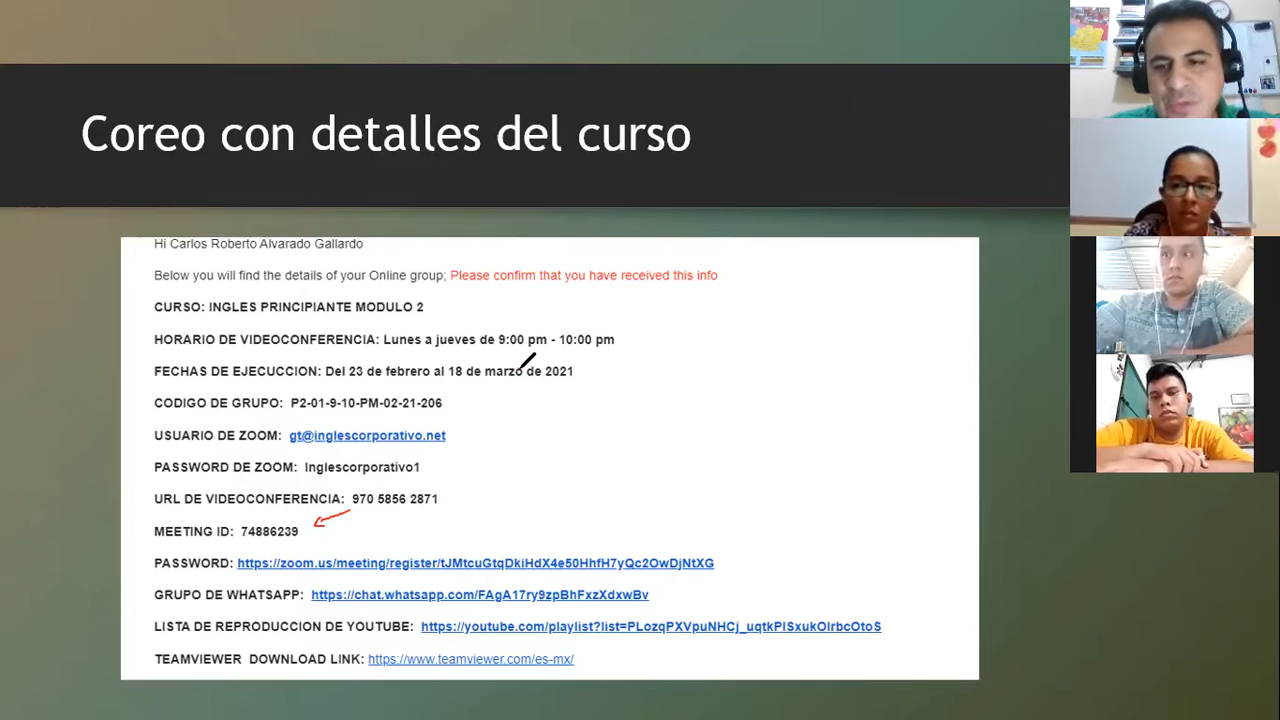 Coreo con detalles del curso
Hi Carlos Roberto Alvarado Gallardo
Below you will find the details of your Online group; Please confirm that you have received this info
CURSO: INGLES PRINCIPIANTE MODULO 2
HORARIO DE VIDEOCONFERENCIA: Lunes a jueves de 9:00 pm - 10:00 pm
FECHAS DE EJECUCCION: Del 23 de febrero al 18 de marzo de 2021
CODIGO DE GRUPO: P2-01-9-10-PM-02-21-206
USUARIO DE ZOOM: gt@inglescorporativo.net
PASSWORD DE ZOOM: Inglescorporativo1
URL DE VIDEOCONFERENCIA: 970 5856 2871
MEETING ID: 74886239
PASSWORD: https://zoom.us/meeting/register/tJMtcuGtqDkiHdX4e50HhfH7yQc2OwDjNtXG
GRUPO DE WHATSAPP: https://chat.whatsapp.com/FAgA17ry9zpBhFxzXdxwBv
LISTA DE REPRODUCCION DE YOUTUBE: https://youtube.com/playlist?list=PLozqPXVpuNHCj_uqtkPISxukOIrbcOtoS
TEAMVIEWER DOWNLOAD LINK: https://www.teamviewer.com/es-mx/